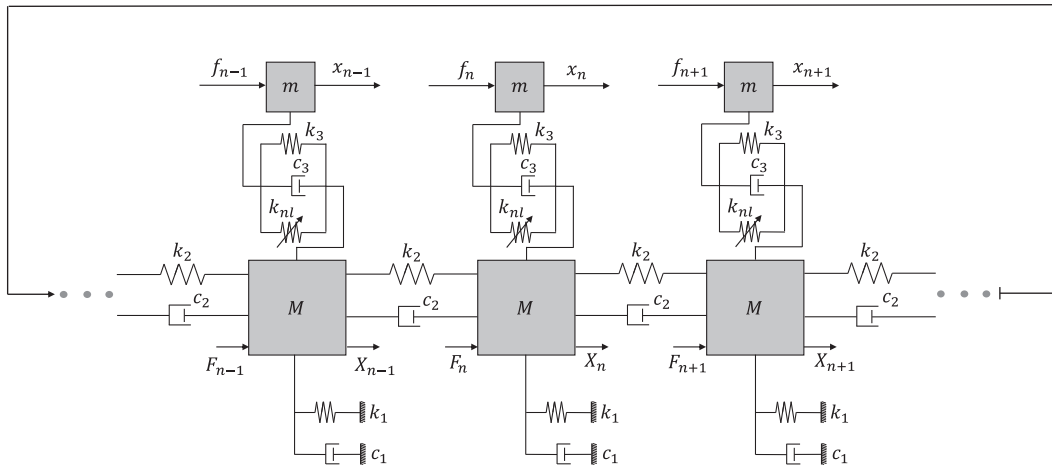 f_{n-1} m x_{n-1} f_n m x_n f_{n+1} m x_{n+1}
k_3 k_3 k_3
c_3 c_3 c_3
k_{nl} k_{nl} k_{nl}
k_2 k_2 k_2 k_2
c_2 M c_2 M c_2 M c_2
F_{n-1} X_{n-1} F_n X_n F_{n+1} X_{n+1}
k_1 k_1 k_1
c_1 c_1 c_1